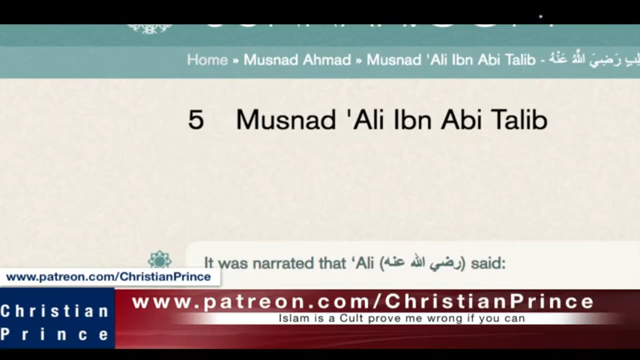 Home » Musnad Ahmad » Musnad 'Ali Ibn Abi Talib - رَضِيَ اللَّهُ عَنْهُ
5 Musnad 'Ali Ibn Abi Talib
It was narrated that ‘Ali (رضي الله عنه) said:
www.patreon.com/ChristianPrince
Christian
Prince
www.patreon.com/ChristianPrince
Islam is a Cult prove me wrong if you can